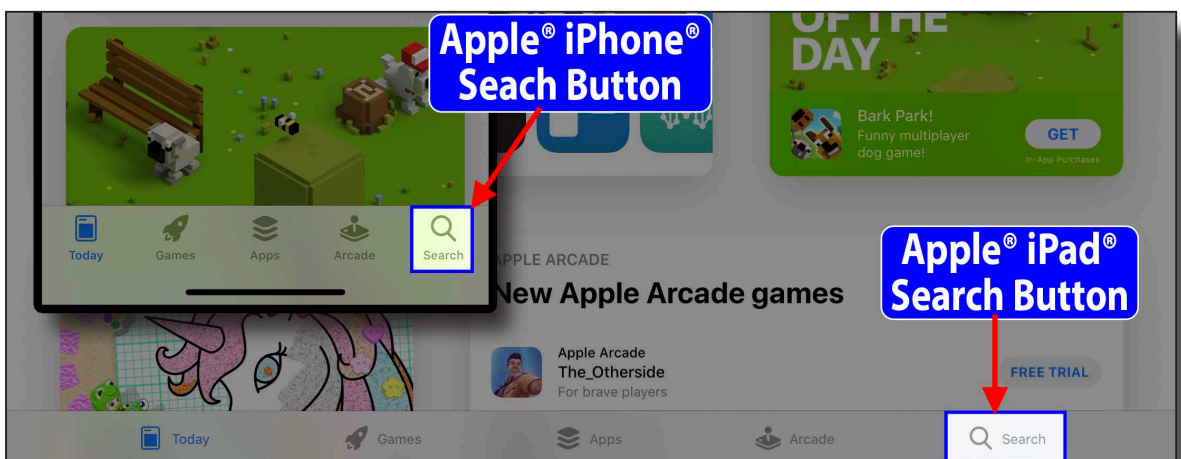 Apple® iPhone®
Seach Button
OF THE
DAY
Bark Park!
Funny multiplayer
dog game!
GET
In-App Purchases
Today
Games
Apps
Arcade
Search
APPLE ARCADE
New Apple Arcade games
Apple® iPad®
Search Button
Apple Arcade
The_Otherside
For brave players
FREE TRIAL
Today
Games
Apps
Arcade
Search